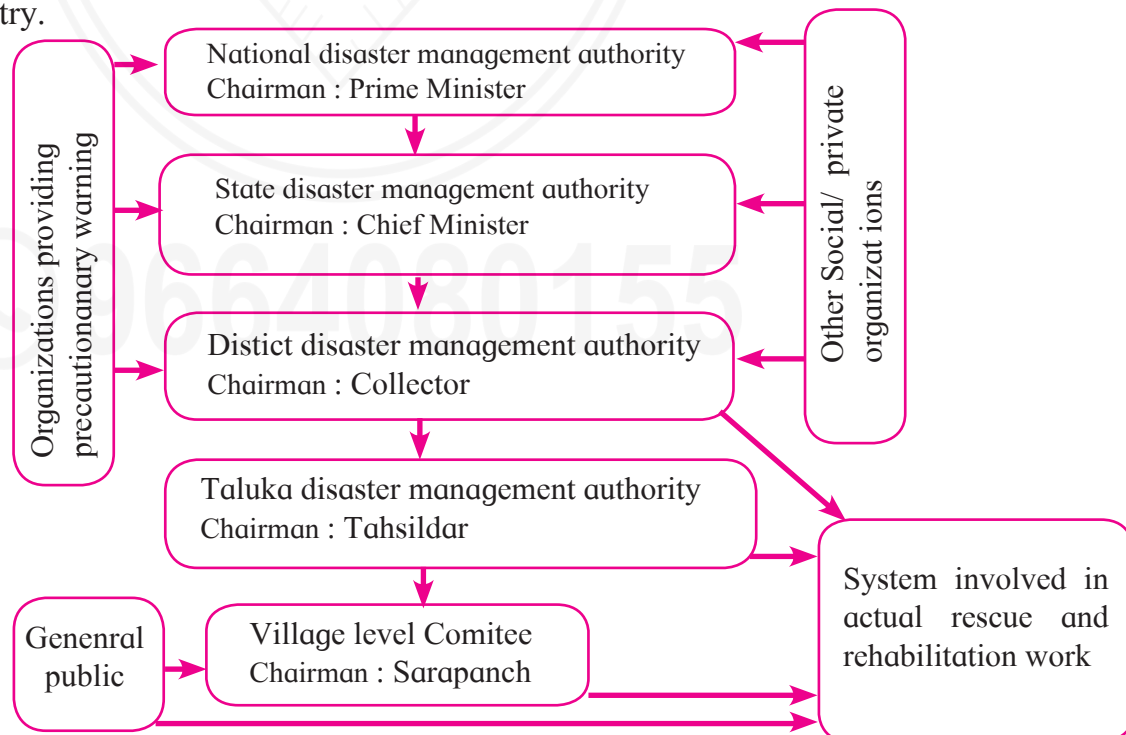 try.
National disaster management authority
Chairman : Prime Minister
Organizations providing
precautionanary warning
Other Social/ private
organizat ions
State disaster management authority
Chairman : Chief Minister
9664080155
Distict disaster management authority
Chairman : Collector
Taluka disaster management authority
Chairman : Tahsildar
System involved in
actual rescue and
rehabilitation work
Genenral
public
Village level Comitee
Chairman : Sarapanch